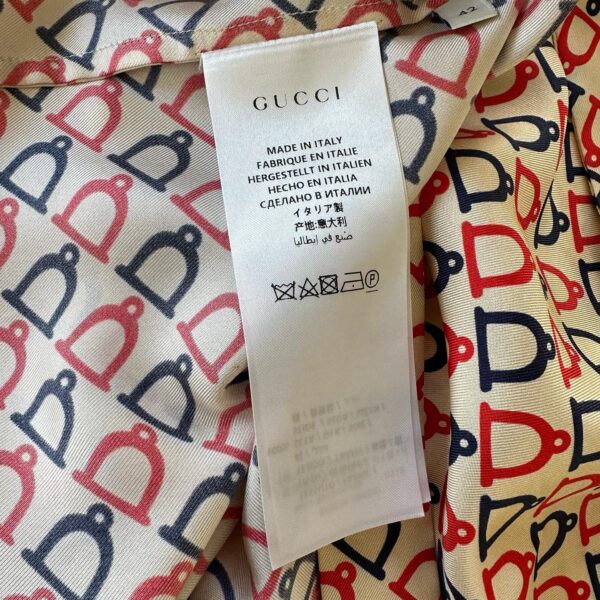 42
GUCCI
MADE IN ITALY
FABRIQUE EN ITALIE
HERGESTELLT IN ITALIEN
HECHO EN ITALIA
СДЕЛАНО В ИТАЛИИ
イタリア製
产地:意大利
صنع في إيطاليا